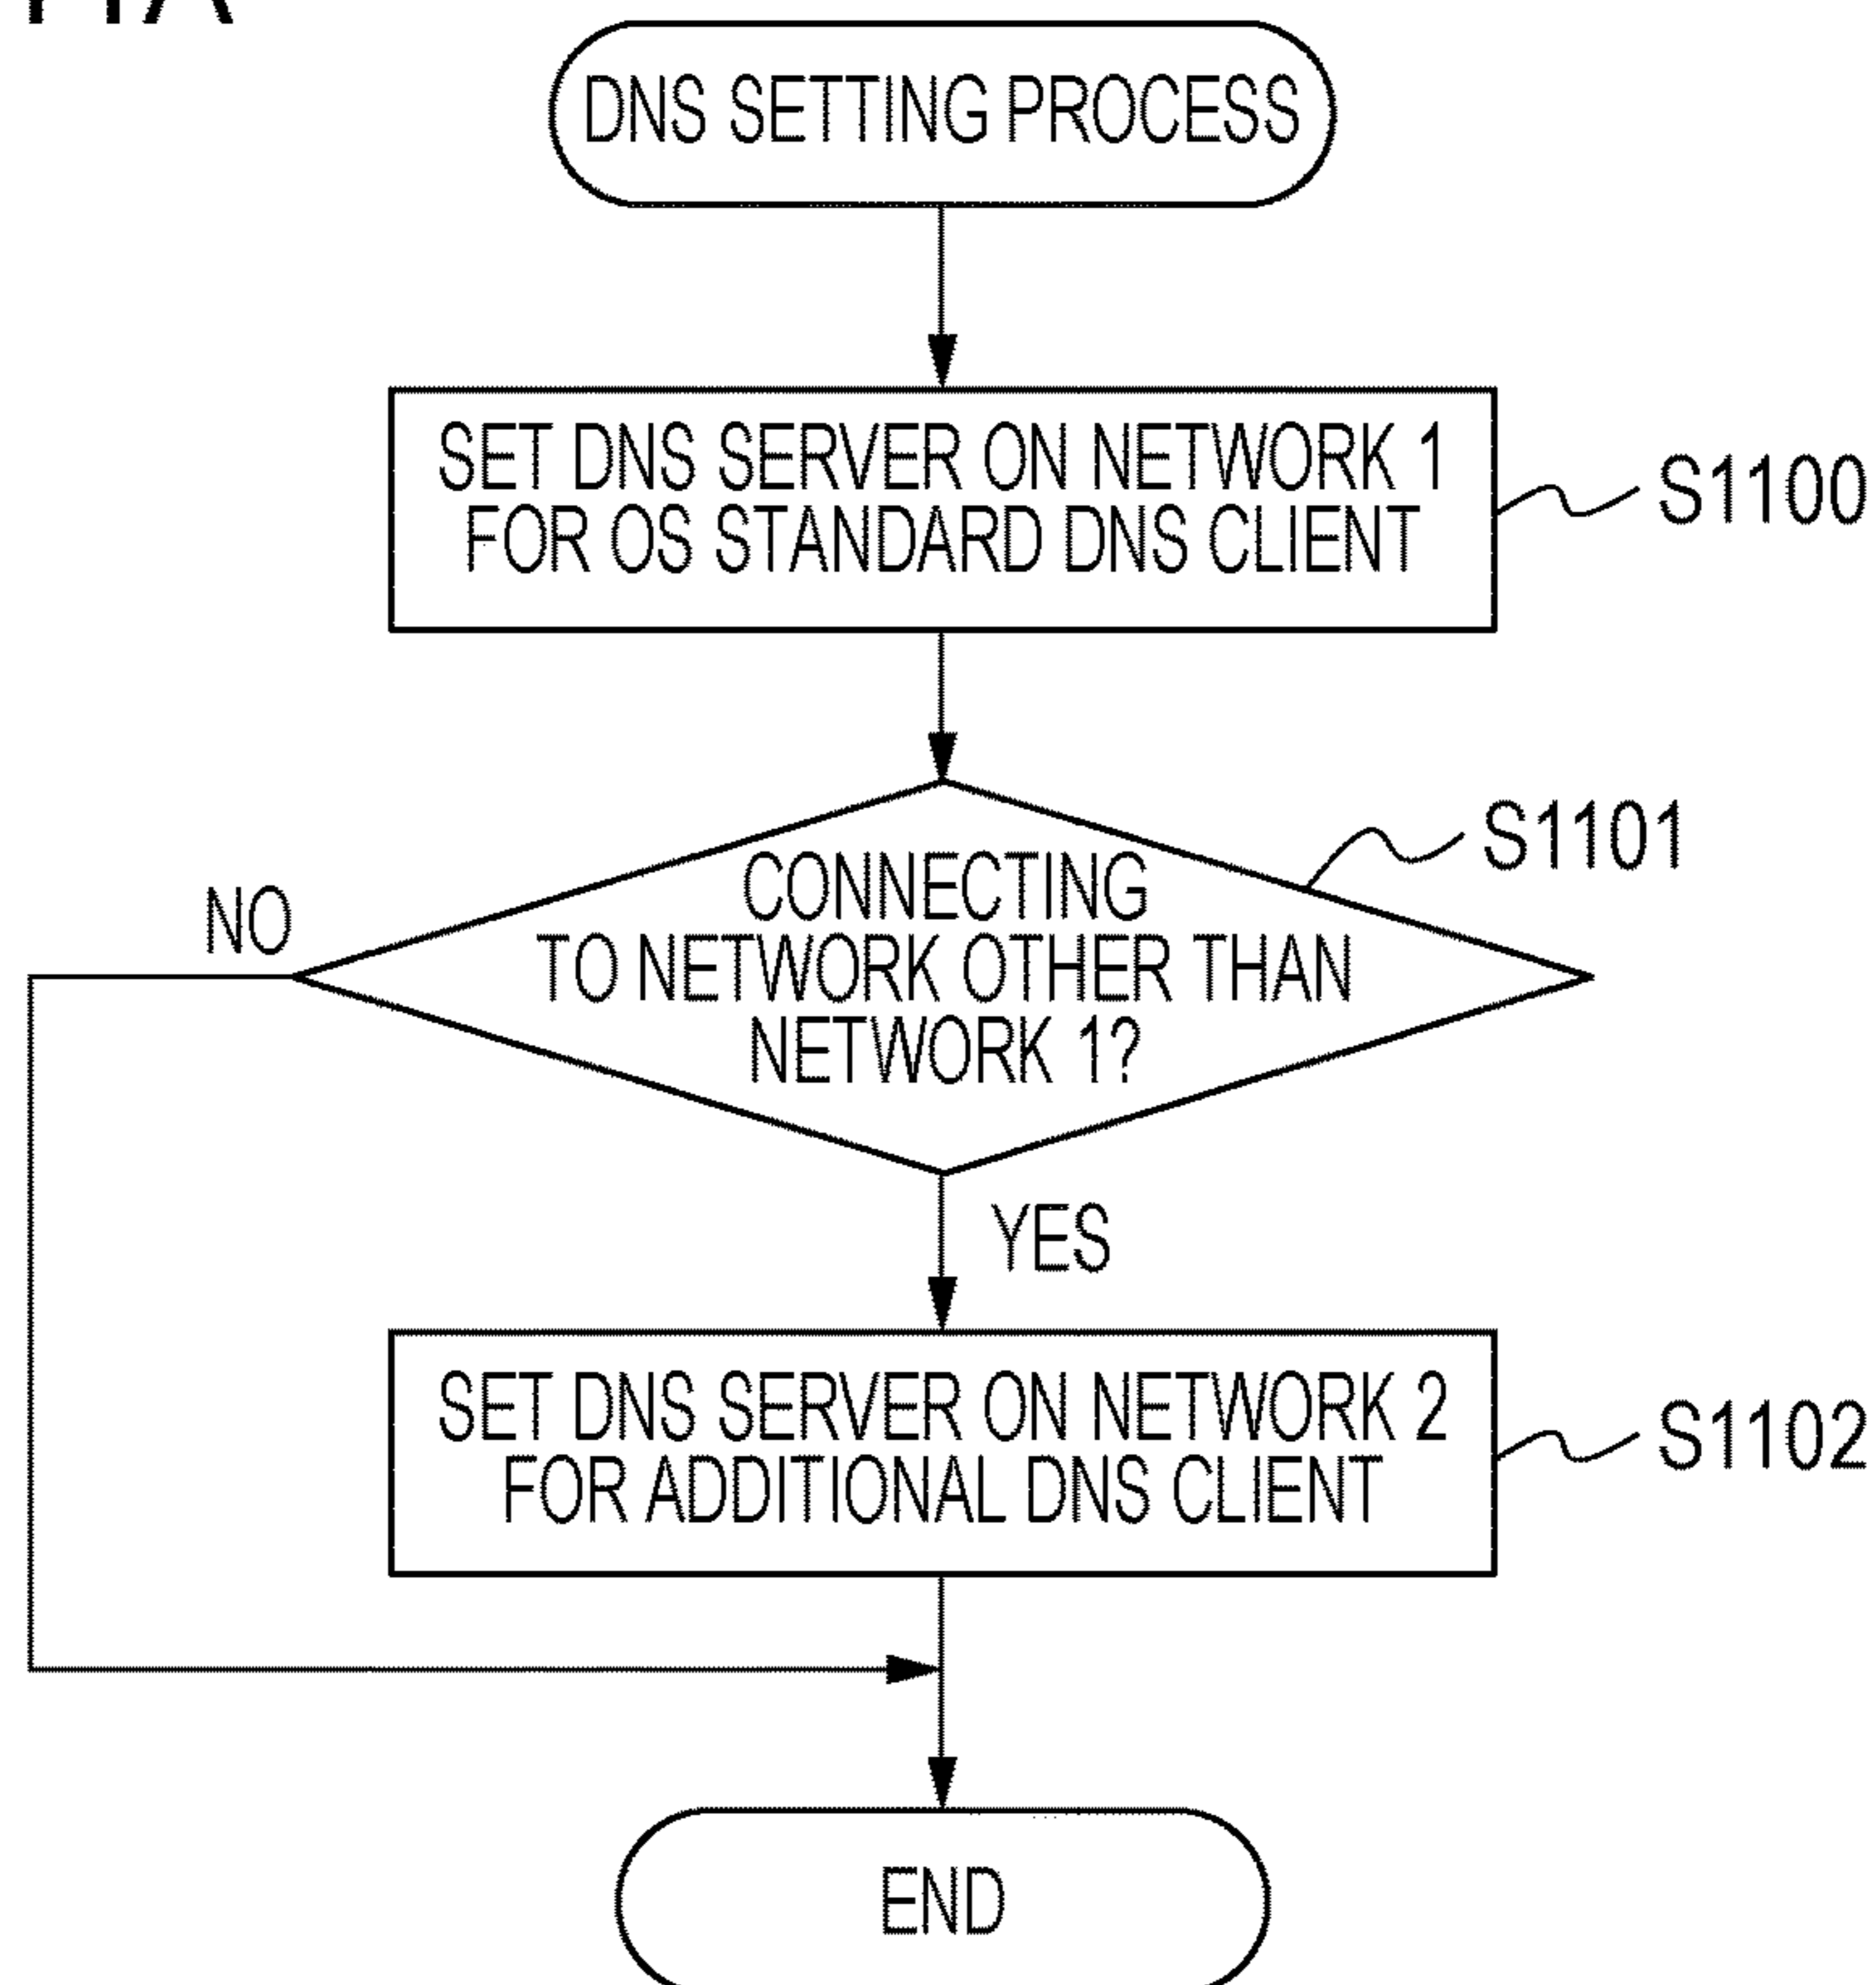 DNS SETTING PROCESS
SET DNS SERVER ON NETWORK 1
FOR OS STANDARD DNS CLIENT
S1100
S1101
CONNECTING
TO NETWORK OTHER THAN
NETWORK 1?
NO
YES
SET DNS SERVER ON NETWORK 2
FOR ADDITIONAL DNS CLIENT
S1102
END